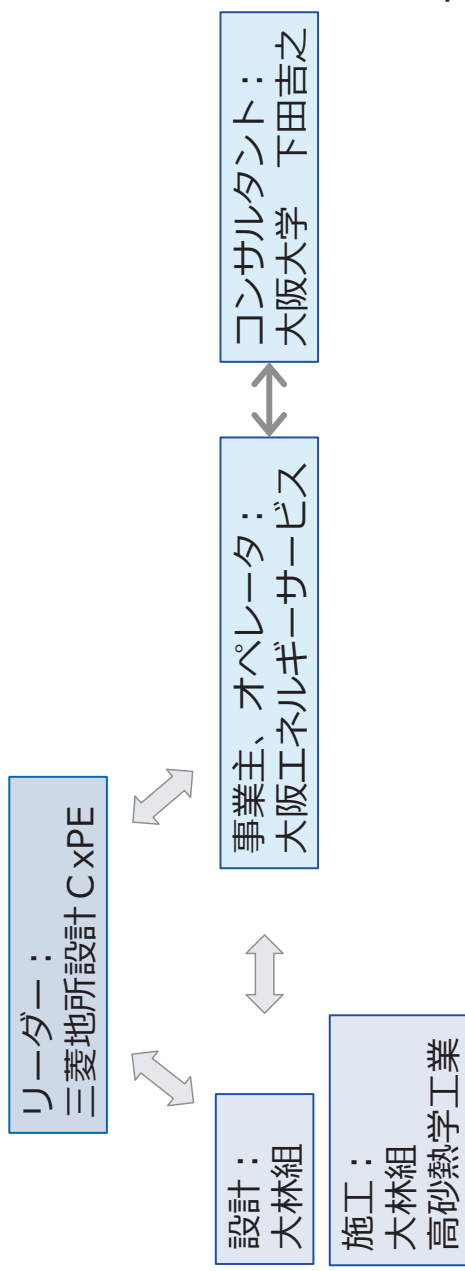 リーダー：
三菱地所設計 CxPE
設計：
大林組
施工：
大林組
高砂熱学工業
事業主、オペレータ：
大阪エネルギーサービス
コンサルタント：
大阪大学　下田吉之